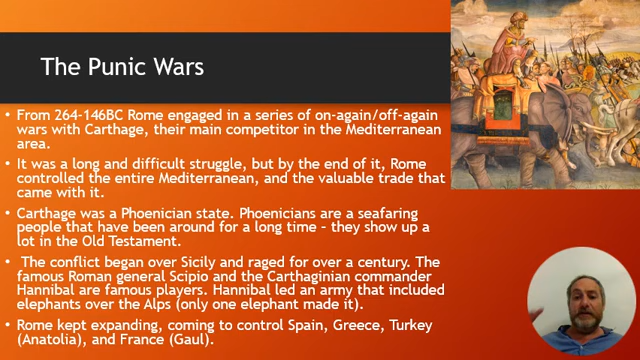 The Punic Wars
• From 264-146BC Rome engaged in a series of on-again/off-again
wars with Carthage, their main competitor in the Mediterranean
area.
• It was a long and difficult struggle, but by the end of it, Rome
controlled the entire Mediterranean, and the valuable trade that
came with it.
• Carthage was a Phoenician state. Phoenicians are a seafaring
people that have been around for a long time – they show up a
lot in the Old Testament.
• The conflict began over Sicily and raged for over a century. The
famous Roman general Scipio and the Carthaginian commander
Hannibal are famous players. Hannibal led an army that included
elephants over the Alps (only one elephant made it).
• Rome kept expanding, coming to control Spain, Greece, Turkey
(Anatolia), and France (Gaul).